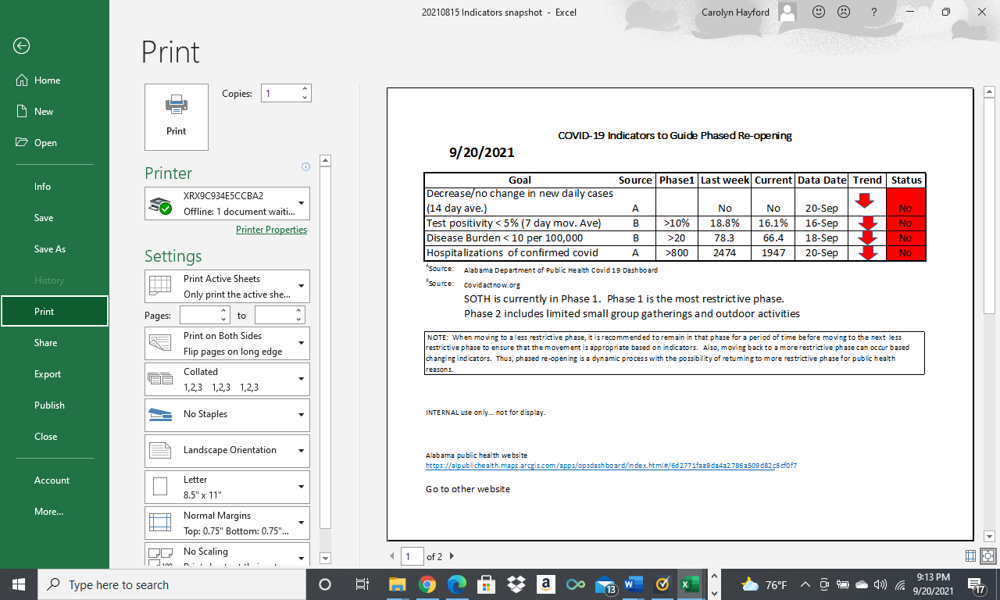 20210815 Indicators snapshot - Excel
Carolyn Hayford
?
Print
Home
New
Open
Info
Save
Save As
History
Print
Share
Export
Publish
Close
Account
More...
Print
Copies: 1
Printer
XRX9C934E5CCBA2
Offline: 1 document waiti...
Printer Properties
Settings
Print Active Sheets
Only print the active she...
Pages: to
Print on Both Sides
Flip pages on long edge
Collated
1,2,3 1,2,3 1,2,3
No Staples
Landscape Orientation
Letter
8.5" x 11"
Normal Margins
Top: 0.75" Bottom: 0.75"...
No Scaling
COVID-19 Indicators to Guide Phased Re-opening
9/20/2021
Goal Source Phase1 Last week Current Data Date Trend Status
Decrease/no change in new daily cases
(14 day ave.) A No No 20-Sep No
Test positivity < 5% (7 day mov. Ave) B >10% 18.8% 16.1% 16-Sep No
Disease Burden < 10 per 100,000 B >20 78.3 66.4 18-Sep No
Hospitalizations of confirmed covid A >800 2474 1947 20-Sep No
ASource: Alabama Department of Public Health Covid 19 Dashboard
BSource: Covidactnow.org
SOTH is currently in Phase 1. Phase 1 is the most restrictive phase.
Phase 2 includes limited small group gatherings and outdoor activities
NOTE: When moving to a less restrictive phase, it is recommended to remain in that phase for a period of time before moving to the next less
restrictive phase to ensure that the movement is appropriate based on indicators. Also, moving back to a more restrictive phase can occur based
changing indicators. Thus, phased re-opening is a dynamic process with the possibility of returning to more restrictive phase for public health
reasons.
INTERNAL use only... not for display.
Alabama public health website
https://alpublichealth.maps.arcgis.com/apps/opsdashboard/index.html#/6d2771faa9da4a2786a509d82c8cf0f7
Go to other website
1 of 2
Type here to search
13
76°F
9:13 PM
9/20/2021
17